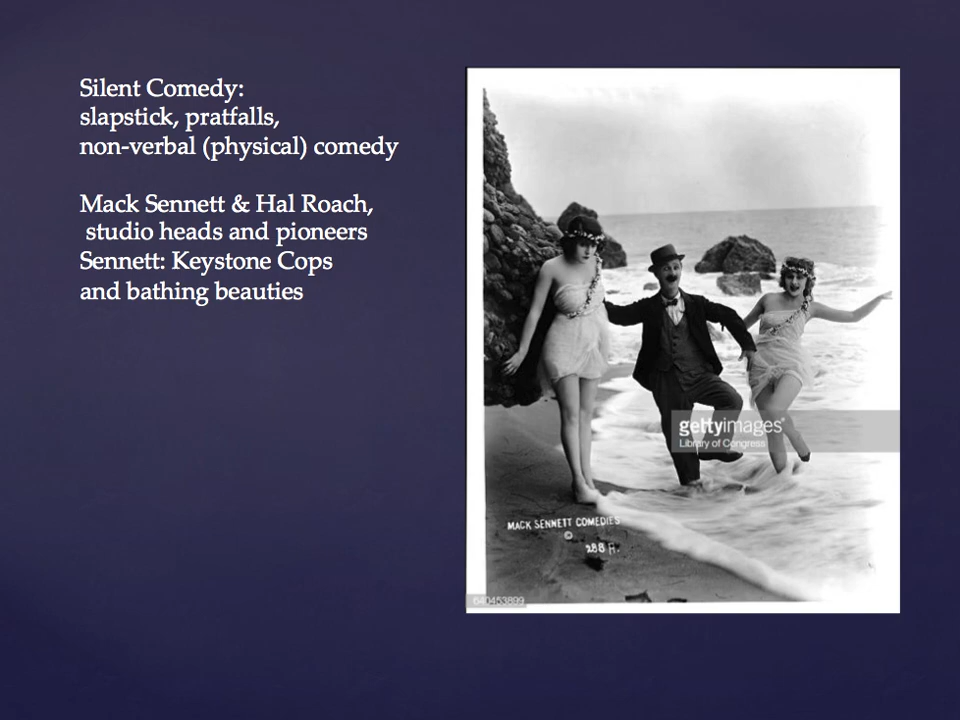 Silent Comedy:
slapstick, pratfalls,
non-verbal (physical) comedy
Mack Sennett & Hal Roach,
studio heads and pioneers
Sennett: Keystone Cops
and bathing beauties
gettyimages®
Library of Congress
MACK SENNETT COMEDIES
©
288 H.
640453899